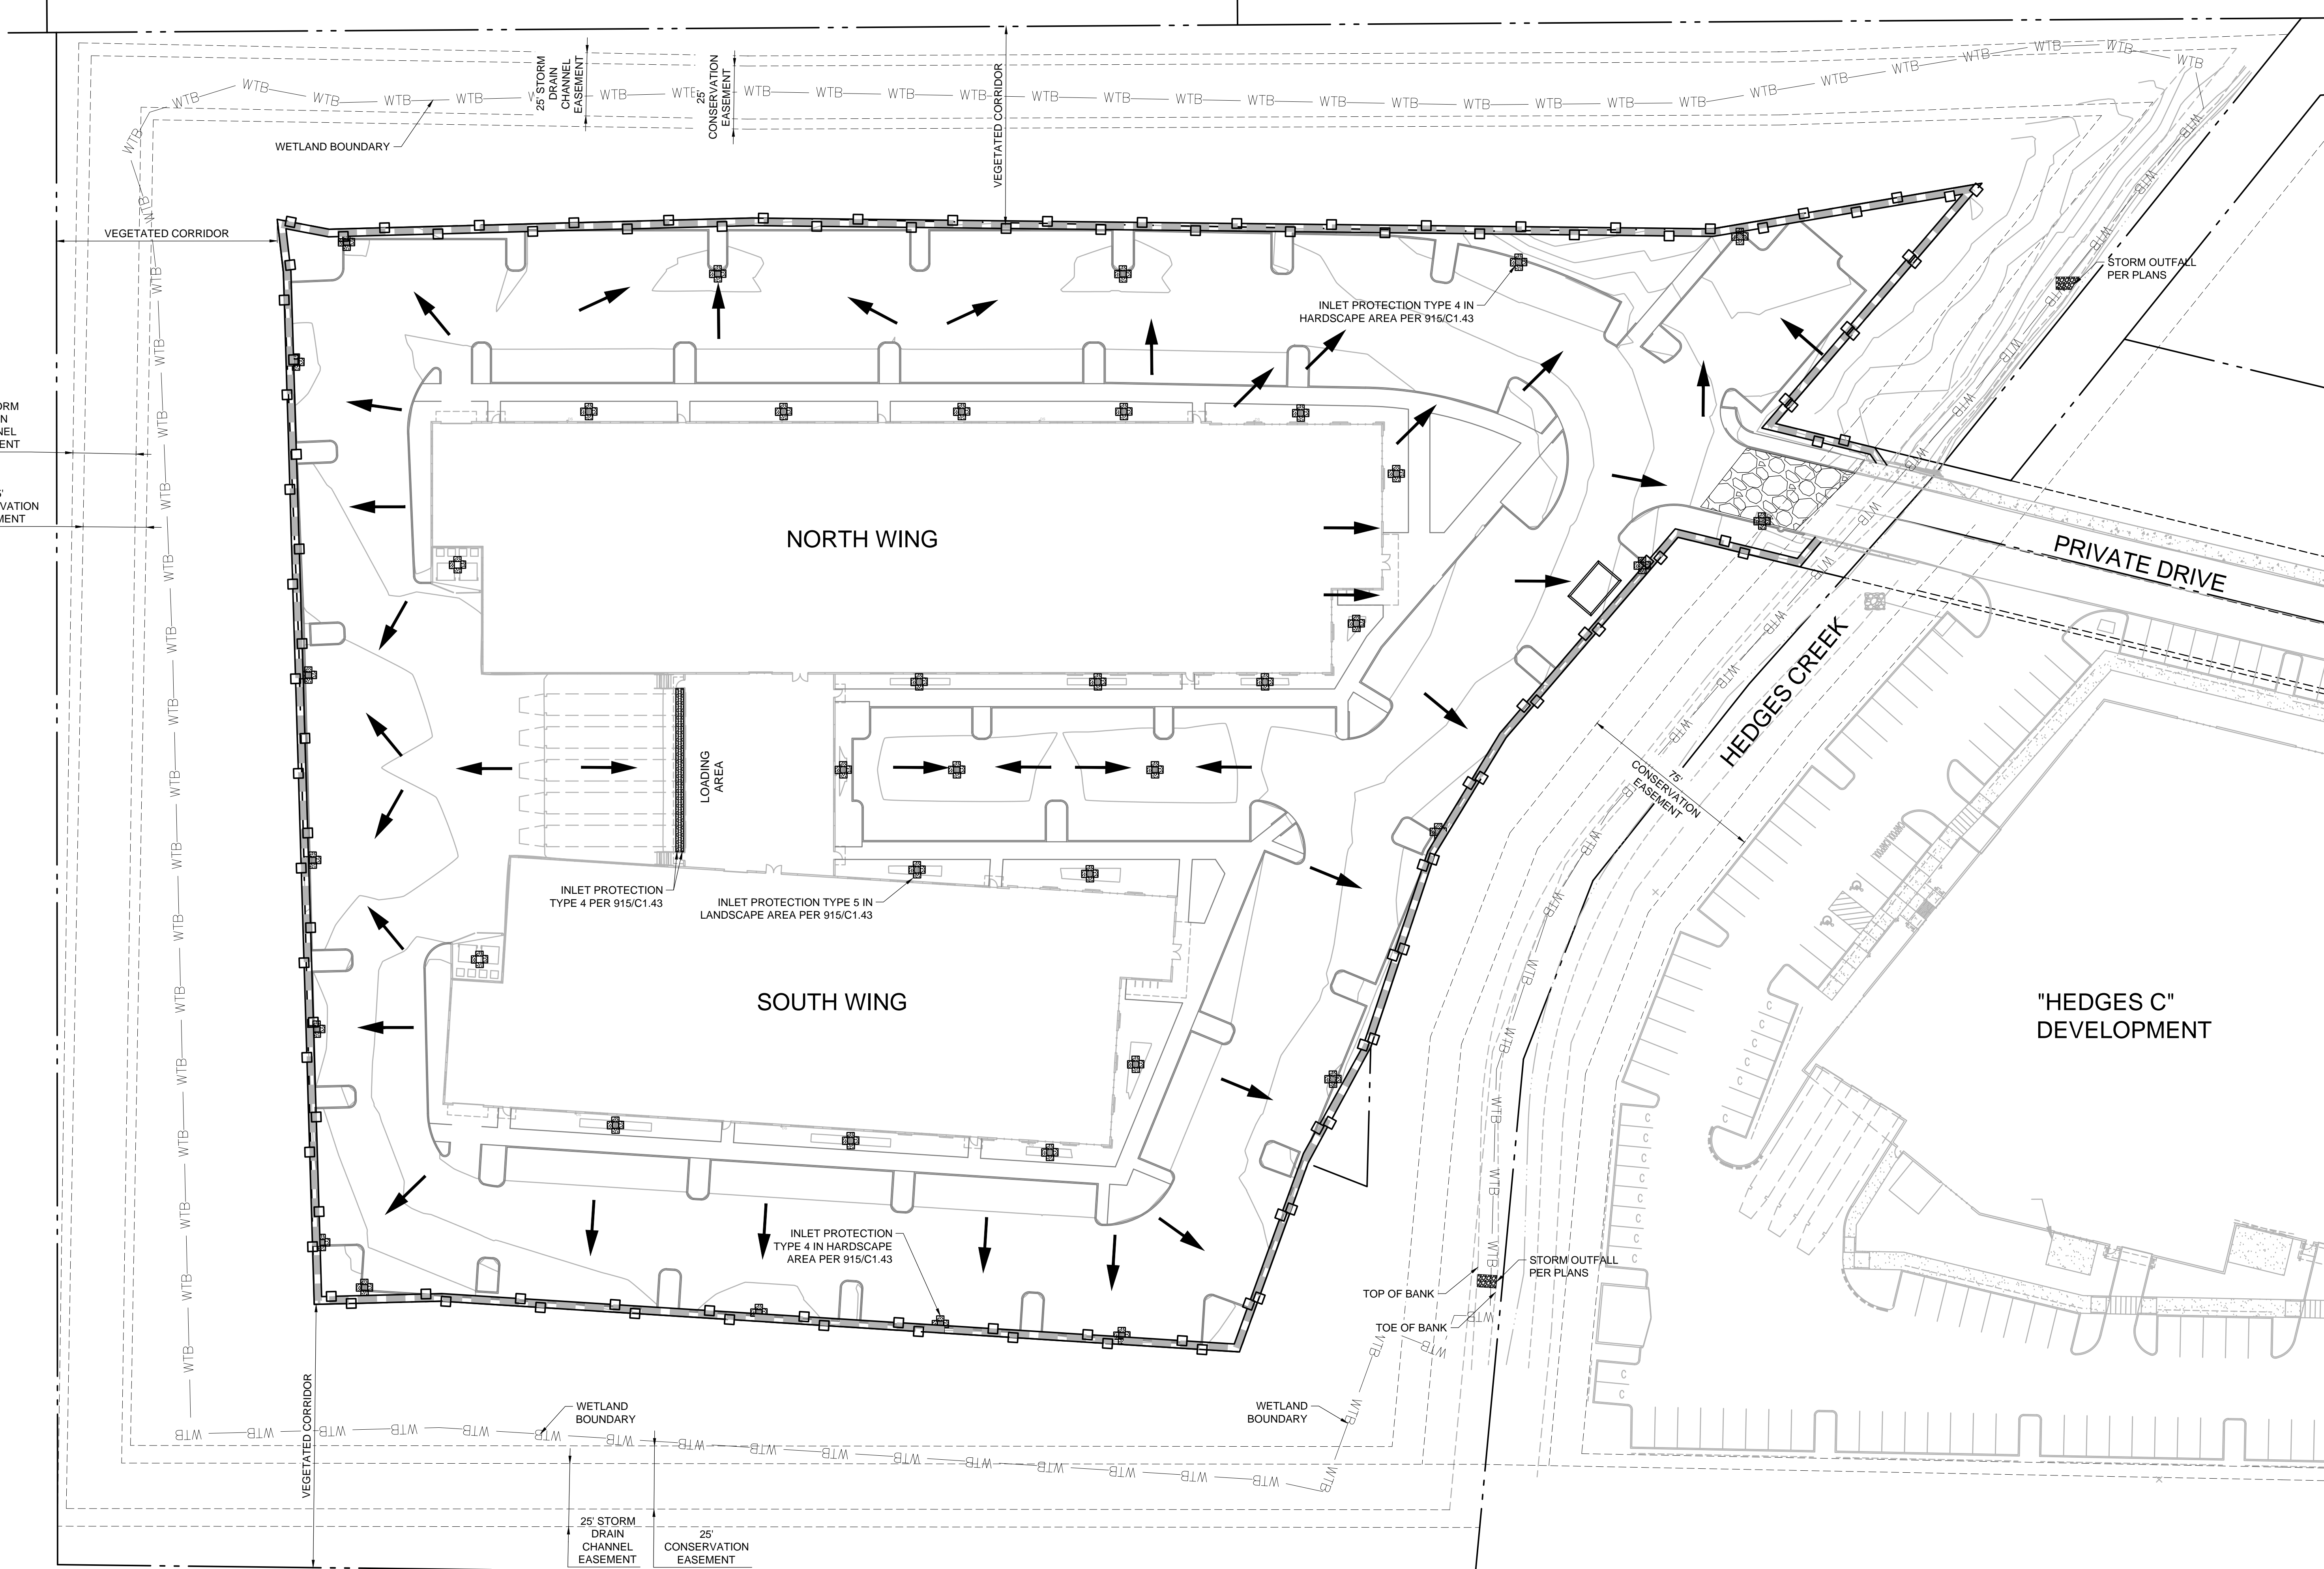 25' STORM
DRAIN
CHANNEL
EASEMENT
25'
CONSERVATION
EASEMENT
VEGETATED CORRIDOR
WETLAND BOUNDARY
VEGETATED CORRIDOR
STORM OUTFALL
PER PLANS
INLET PROTECTION TYPE 4 IN
HARDSCAPE AREA PER 915/C1.43
NORTH WING
PRIVATE DRIVE
HEDGES CREEK
75'
CONSERVATION
EASEMENT
LOADING
AREA
INLET PROTECTION
TYPE 4 PER 915/C1.43
INLET PROTECTION TYPE 5 IN
LANDSCAPE AREA PER 915/C1.43
SOUTH WING
"HEDGES C"
DEVELOPMENT
INLET PROTECTION
TYPE 4 IN HARDSCAPE
AREA PER 915/C1.43
STORM OUTFALL
PER PLANS
TOP OF BANK
TOE OF BANK
VEGETATED CORRIDOR
WETLAND
BOUNDARY
WETLAND
BOUNDARY
25' STORM
DRAIN
CHANNEL
EASEMENT
25'
CONSERVATION
EASEMENT
WTB